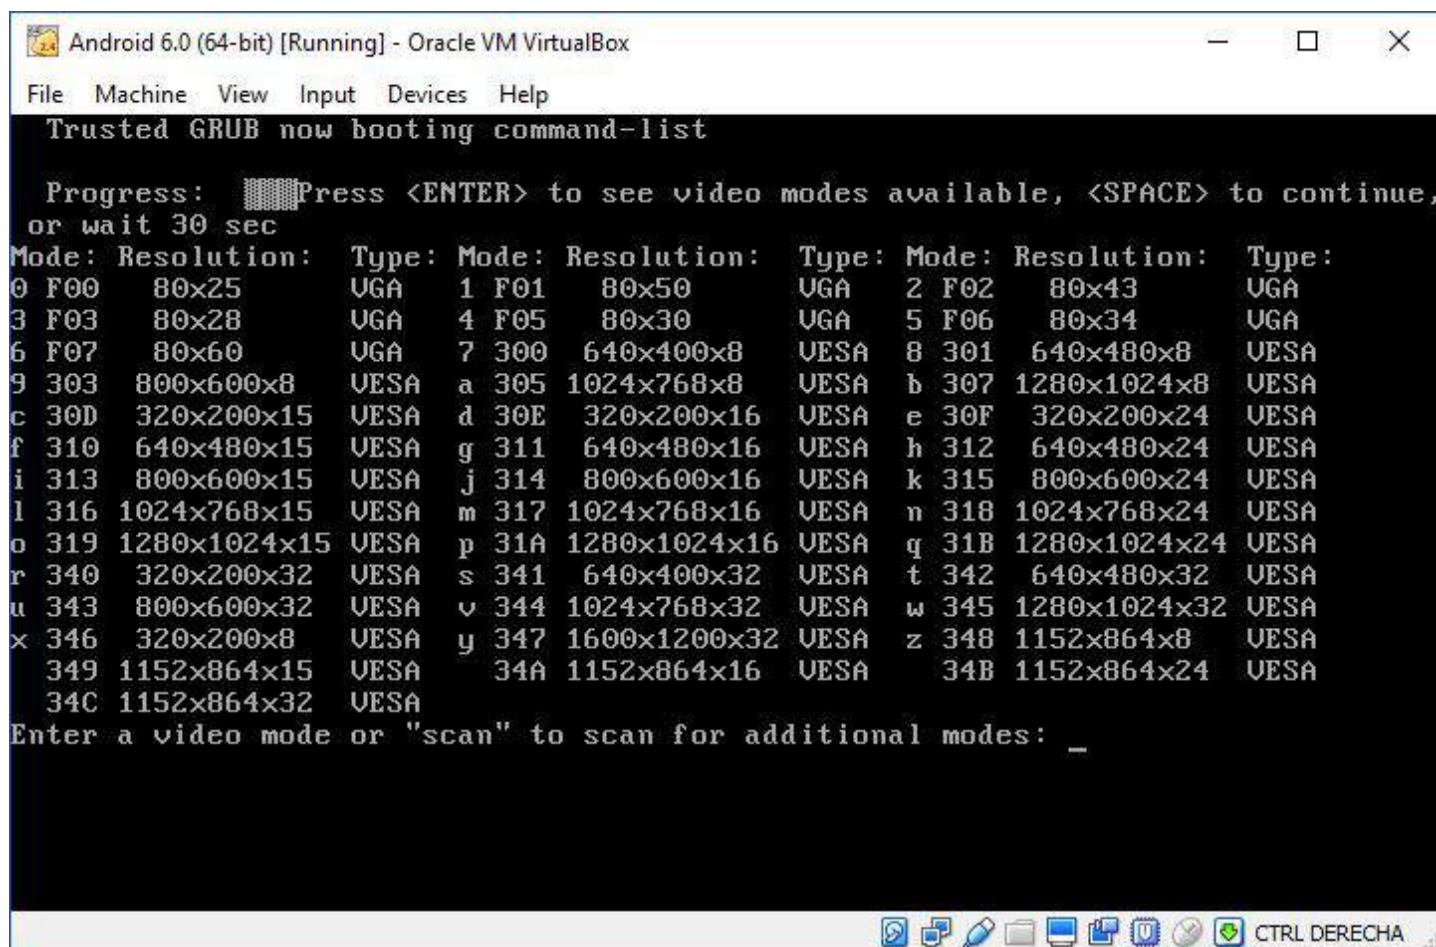 Android 6.0 (64-bit) [Running] - Oracle VM VirtualBox
File Machine View Input Devices Help
Trusted GRUB now booting command-list
Progress: ▒▒▒Press <ENTER> to see video modes available, <SPACE> to continue,
or wait 30 sec
Mode: Resolution: Type: Mode: Resolution: Type: Mode: Resolution: Type:
0 F00 80x25 VGA 1 F01 80x50 VGA 2 F02 80x43 VGA
3 F03 80x28 VGA 4 F05 80x30 VGA 5 F06 80x34 VGA
6 F07 80x60 VGA 7 300 640x400x8 VESA 8 301 640x480x8 VESA
9 303 800x600x8 VESA a 305 1024x768x8 VESA b 307 1280x1024x8 VESA
c 30D 320x200x15 VESA d 30E 320x200x16 VESA e 30F 320x200x24 VESA
f 310 640x480x15 VESA g 311 640x480x16 VESA h 312 640x480x24 VESA
i 313 800x600x15 VESA j 314 800x600x16 VESA k 315 800x600x24 VESA
l 316 1024x768x15 VESA m 317 1024x768x16 VESA n 318 1024x768x24 VESA
o 319 1280x1024x15 VESA p 31A 1280x1024x16 VESA q 31B 1280x1024x24 VESA
r 340 320x200x32 VESA s 341 640x400x32 VESA t 342 640x480x32 VESA
u 343 800x600x32 VESA v 344 1024x768x32 VESA w 345 1280x1024x32 VESA
x 346 320x200x8 VESA y 347 1600x1200x32 VESA z 348 1152x864x8 VESA
349 1152x864x15 VESA 34A 1152x864x16 VESA 34B 1152x864x24 VESA
34C 1152x864x32 VESA
Enter a video mode or "scan" to scan for additional modes: _
CTRL DERECHA